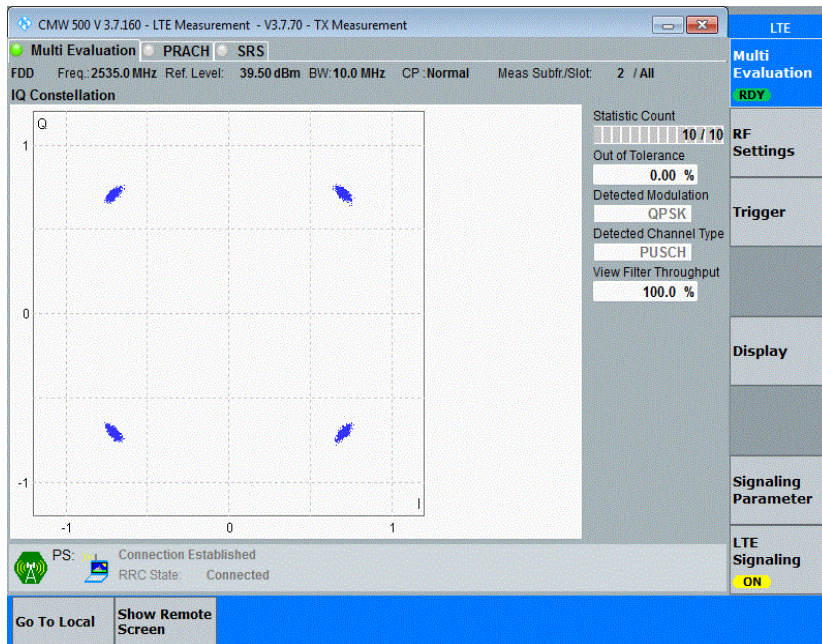 CMW 500 V 3.7.160 - LTE Measurement - V3.7.70 - TX Measurement
LTE
Multi Evaluation PRACH SRS
FDD Freq.: 2535.0 MHz Ref. Level: 39.50 dBm BW: 10.0 MHz CP : Normal Meas Subfr./Slot: 2 / All
IQ Constellation
Q
1
0
-1
I
-1 0 1
Statistic Count
10 / 10
Out of Tolerance
0.00 %
Detected Modulation
QPSK
Detected Channel Type
PUSCH
View Filter Throughput
100.0 %
Multi
Evaluation
RDY
RF
Settings
Trigger
Display
Signaling
Parameter
LTE
Signaling
ON
PS: Connection Established
RRC State: Connected
Go To Local
Show Remote
Screen